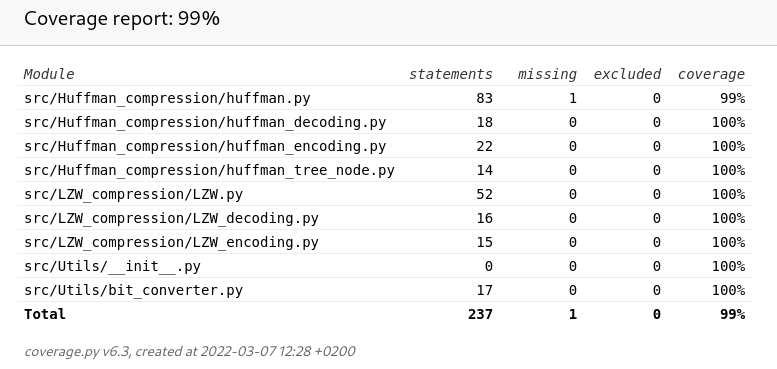 Coverage report: 99%
Module statements missing excluded coverage
src/Huffman_compression/huffman.py 83 1 0 99%
src/Huffman_compression/huffman_decoding.py 18 0 0 100%
src/Huffman_compression/huffman_encoding.py 22 0 0 100%
src/Huffman_compression/huffman_tree_node.py 14 0 0 100%
src/LZW_compression/LZW.py 52 0 0 100%
src/LZW_compression/LZW_decoding.py 16 0 0 100%
src/LZW_compression/LZW_encoding.py 15 0 0 100%
src/Utils/__init__.py 0 0 0 100%
src/Utils/bit_converter.py 17 0 0 100%
Total 237 1 0 99%
coverage.py v6.3, created at 2022-03-07 12:28 +0200